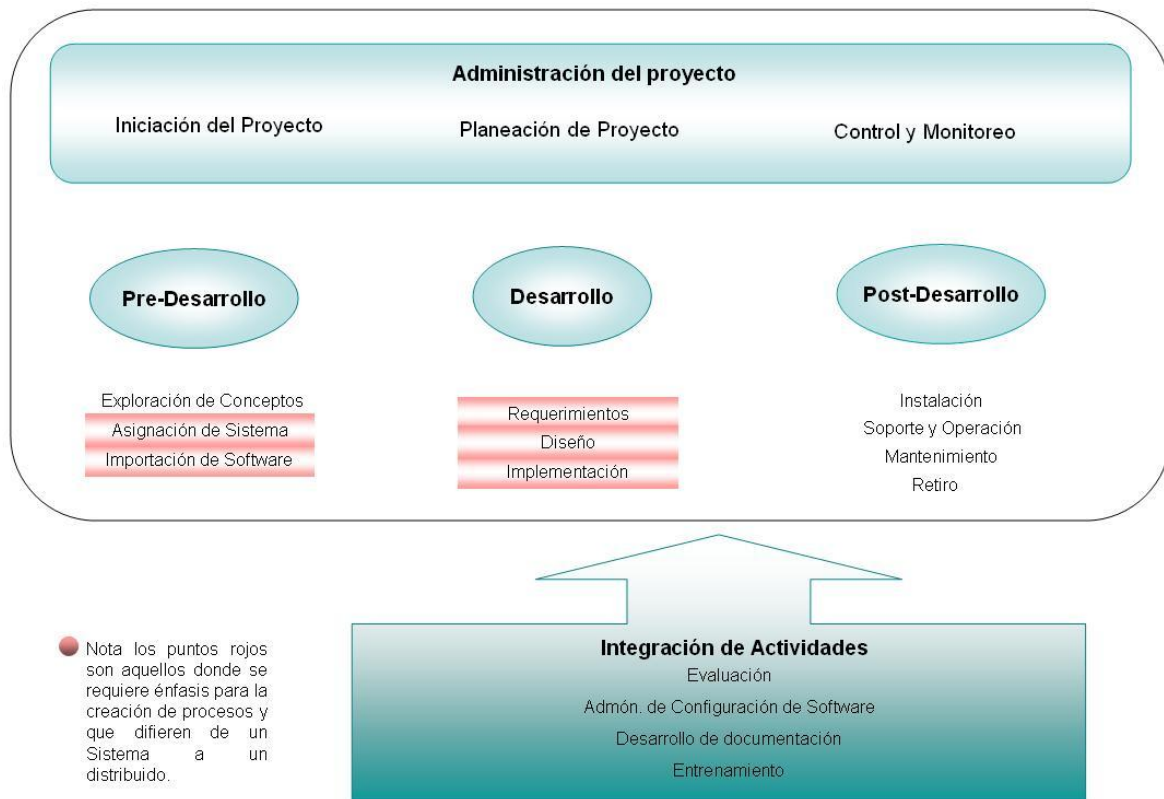 Administración del proyecto
Iniciación del Proyecto
Planeación de Proyecto
Control y Monitoreo
Pre-Desarrollo
Exploración de Conceptos
Asignación de Sistema
Importación de Software
Desarrollo
Requerimientos
Diseño
Implementación
Post-Desarrollo
Instalación
Soporte y Operación
Mantenimiento
Retiro
Nota los puntos rojos
son aquellos donde se
requiere énfasis para la
creación de procesos y
que difieren de un
Sistema a un
distribuido.
Integración de Actividades
Evaluación
Admón. de Configuración de Software
Desarrollo de documentación
Entrenamiento